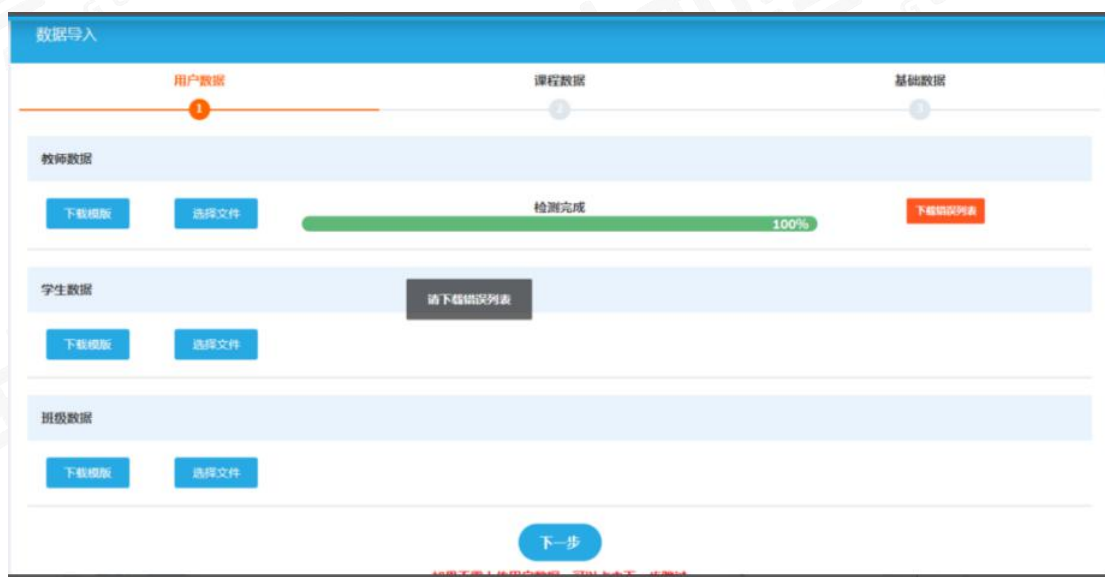 数据导入
用户数据
课程数据
基础数据
1
2
3
教师数据
下载模版
选择文件
检测完成
100%
下载错误列表
学生数据
请下载错误列表
下载模版
选择文件
班级数据
下载模版
选择文件
下一步